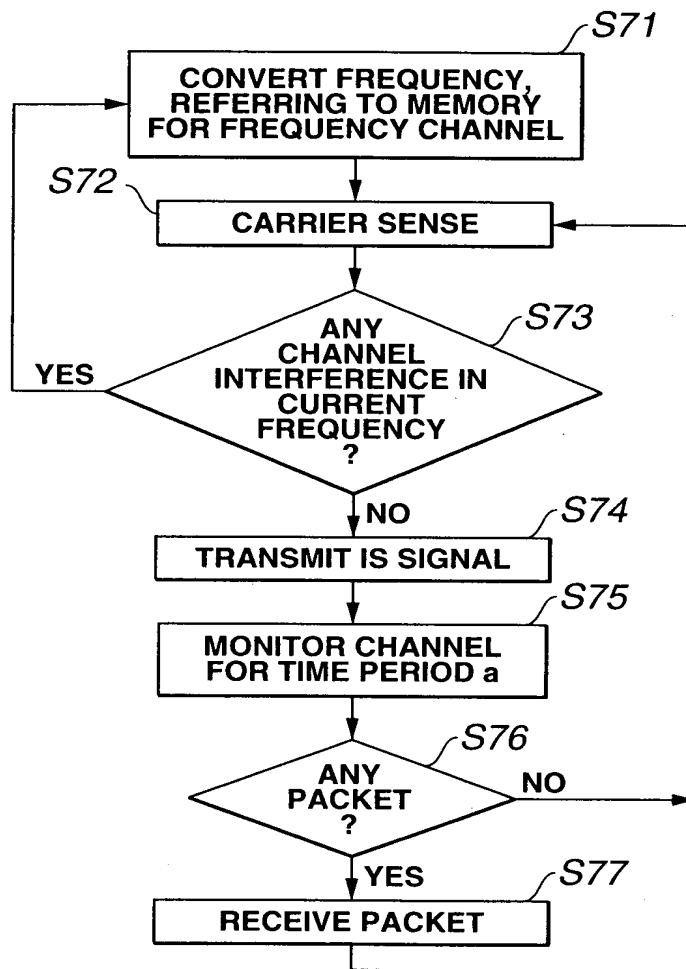 S71
CONVERT FREQUENCY,
REFERRING TO MEMORY
FOR FREQUENCY CHANNEL
S72
CARRIER SENSE
S73
ANY
CHANNEL
INTERFERENCE IN
CURRENT
FREQUENCY
?
YES
NO
S74
TRANSMIT IS SIGNAL
S75
MONITOR CHANNEL
FOR TIME PERIOD a
S76
ANY
PACKET
?
NO
YES
S77
RECEIVE PACKET